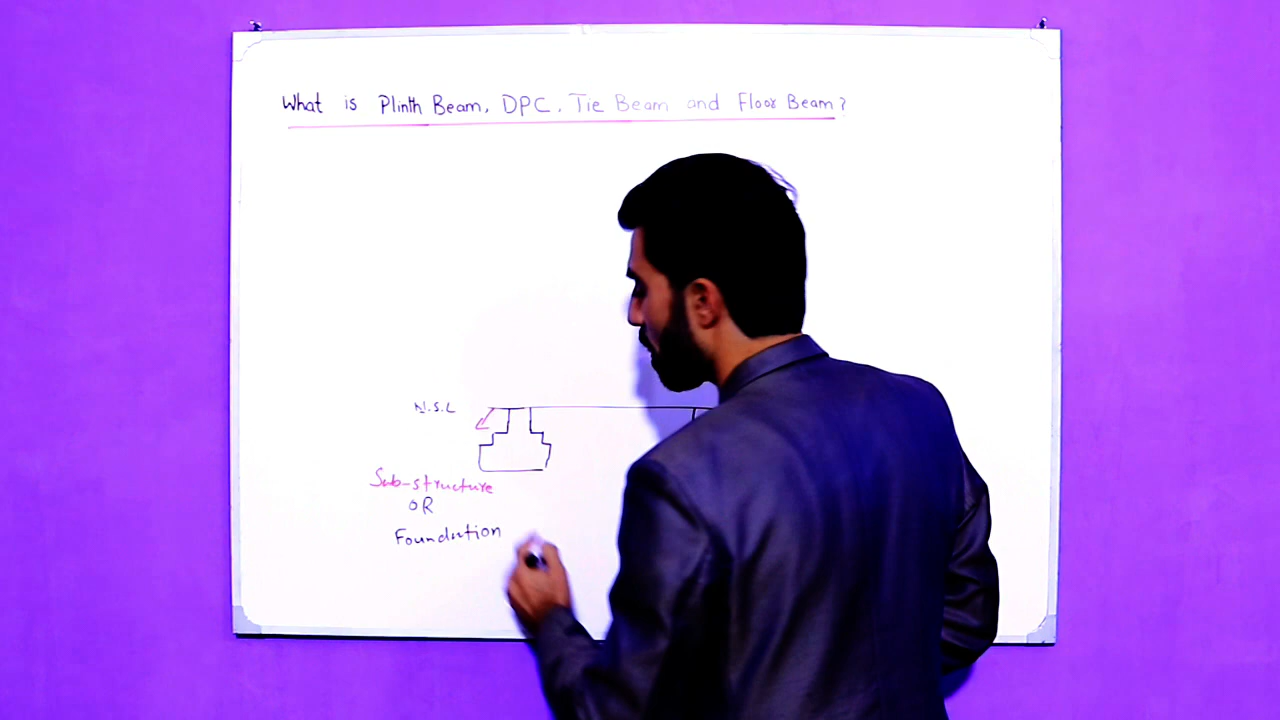 What is Plinth Beam, DPC, Tie Beam and Floor Beam?
N.S.L
Sub-structure
OR
Foundation